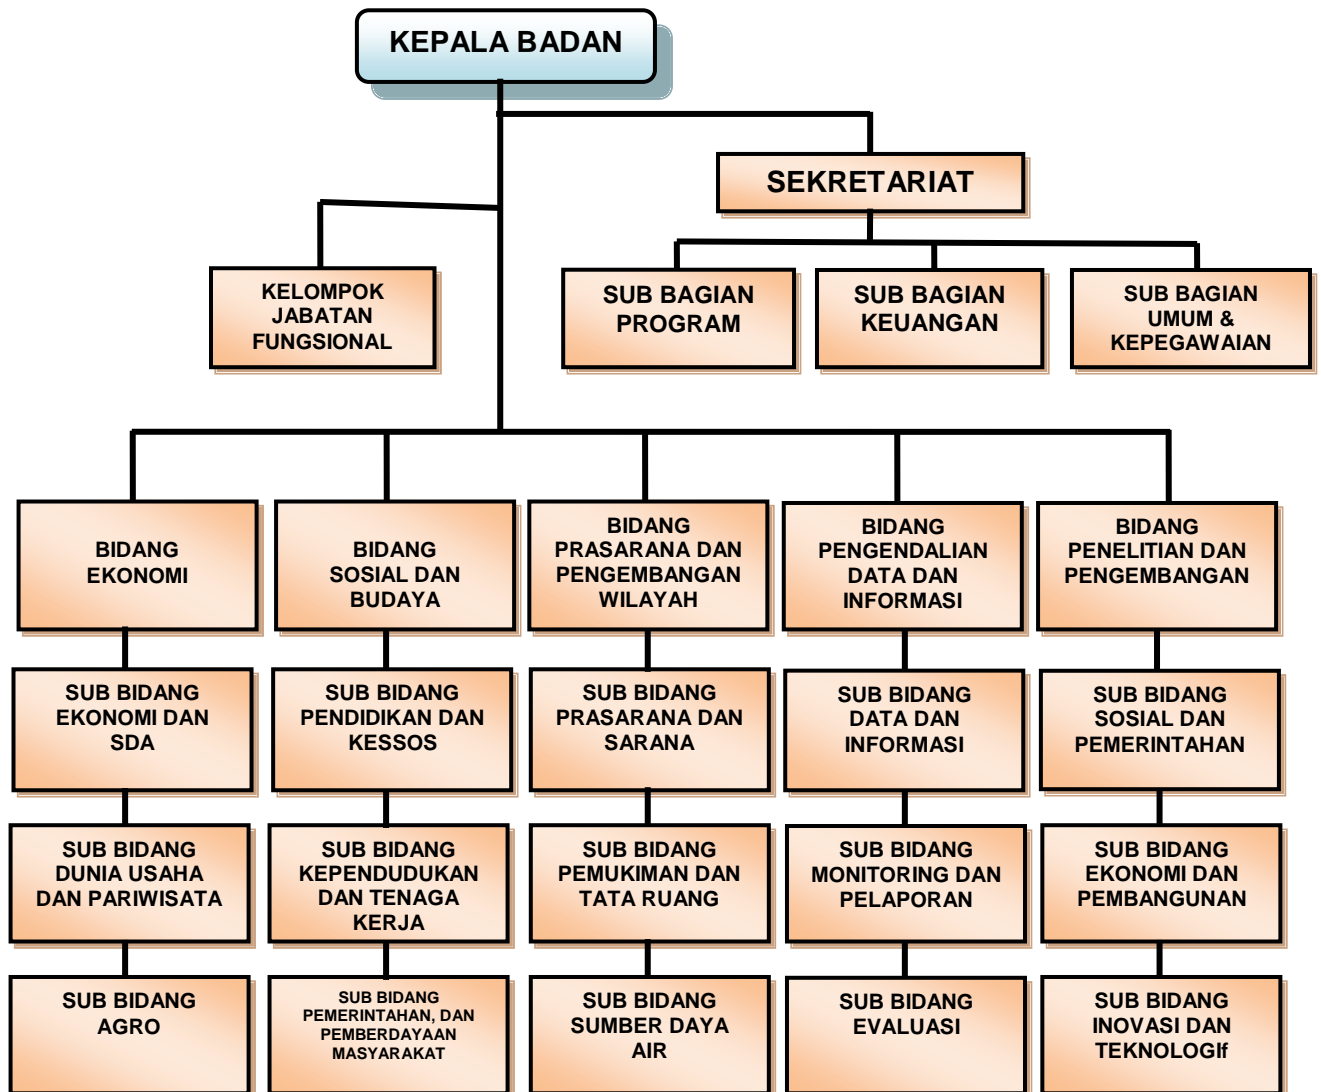 KEPALA BADAN
SEKRETARIAT
KELOMPOK
JABATAN
FUNGSIONAL
SUB BAGIAN
PROGRAM
SUB BAGIAN
KEUANGAN
SUB BAGIAN
UMUM &
KEPEGAWAIAN
BIDANG
EKONOMI
BIDANG
SOSIAL DAN
BUDAYA
BIDANG
PRASARANA DAN
PENGEMBANGAN
WILAYAH
BIDANG
PENGENDALIAN
DATA DAN
INFORMASI
BIDANG
PENELITIAN DAN
PENGEMBANGAN
SUB BIDANG
EKONOMI DAN
SDA
SUB BIDANG
PENDIDIKAN DAN
KESSOS
SUB BIDANG
PRASARANA DAN
SARANA
SUB BIDANG
DATA DAN
INFORMASI
SUB BIDANG
SOSIAL DAN
PEMERINTAHAN
SUB BIDANG
DUNIA USAHA
DAN PARIWISATA
SUB BIDANG
KEPENDUDUKAN
DAN TENAGA
KERJA
SUB BIDANG
PEMUKIMAN DAN
TATA RUANG
SUB BIDANG
MONITORING DAN
PELAPORAN
SUB BIDANG
EKONOMI DAN
PEMBANGUNAN
SUB BIDANG
AGRO
SUB BIDANG
PEMERINTAHAN, DAN
PEMBERDAYAAN
MASYARAKAT
SUB BIDANG
SUMBER DAYA
AIR
SUB BIDANG
EVALUASI
SUB BIDANG
INOVASI DAN
TEKNOLOGIf